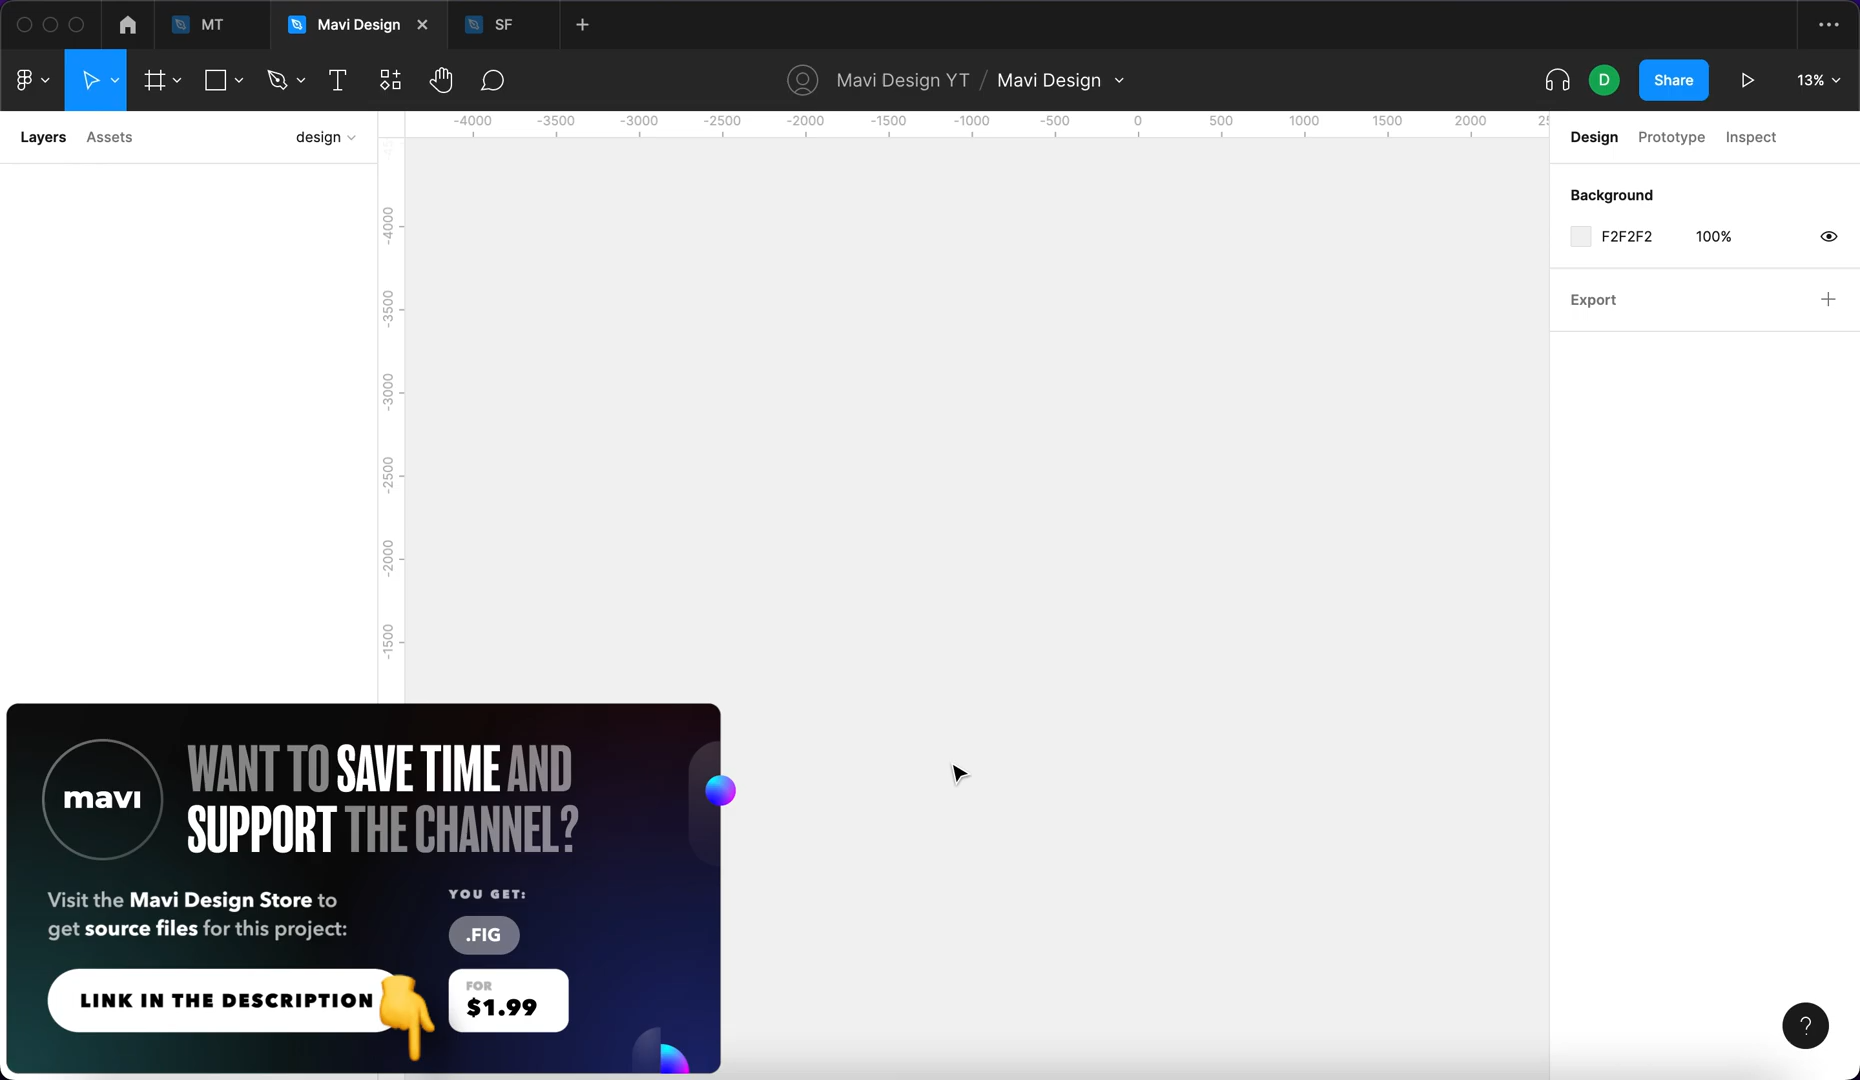 MT
Mavi Design
SF
Mavi Design YT / Mavi Design
D
Share
13%
Layers
Assets
design
-4000
-3500
-3000
-2500
-2000
-1500
-1000
-500
0
500
1000
1500
2000
-4000
-3500
-3000
-2500
-2000
-1500
Design
Prototype
Inspect
Background
F2F2F2
100%
Export
mavi
WANT TO SAVE TIME AND
SUPPORT THE CHANNEL?
Visit the Mavi Design Store to
get source files for this project:
LINK IN THE DESCRIPTION
YOU GET:
.FIG
FOR
$1.99
?